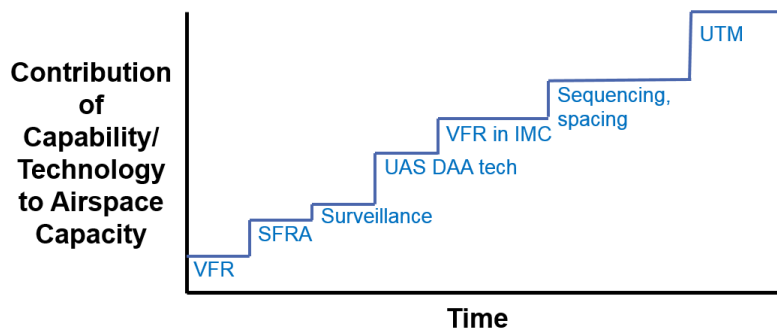 Contribution
of
Capability/
Technology
to Airspace
Capacity
UTM
Sequencing,
spacing
VFR in IMC
UAS DAA tech
Surveillance
SFRA
VFR
Time